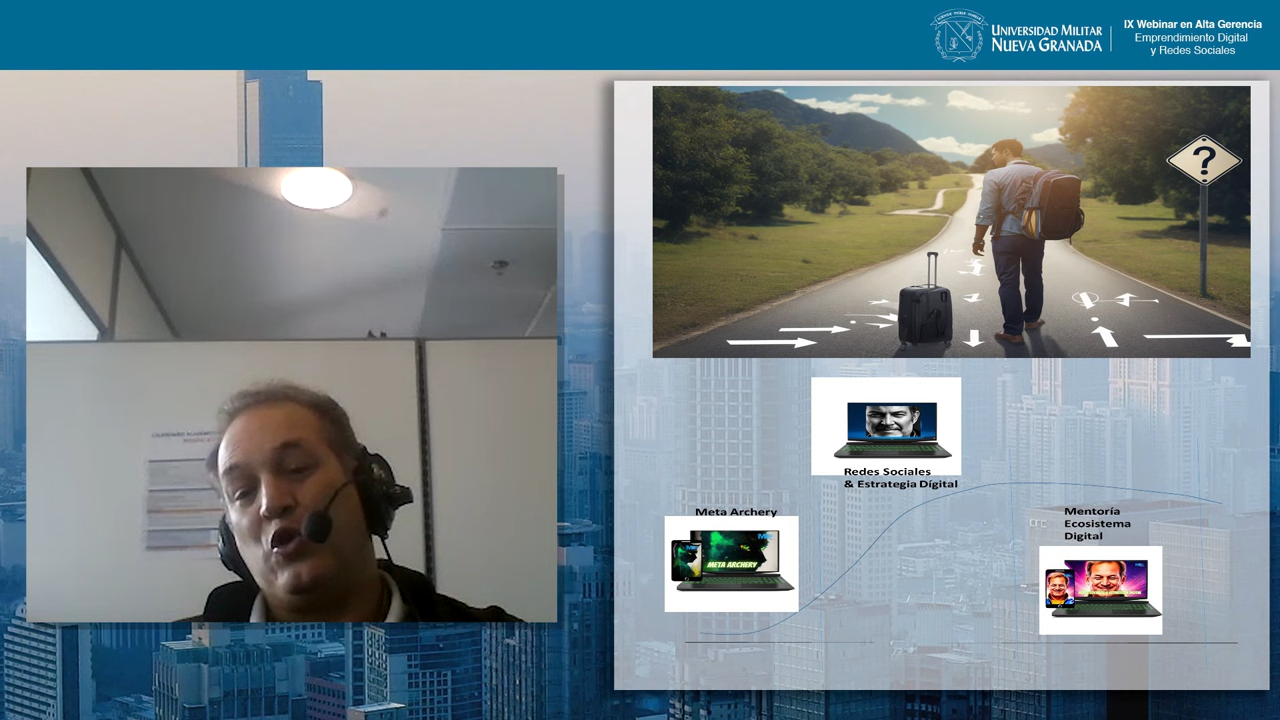 UNIVERSIDAD MILITAR
NUEVA GRANADA
IX Webinar en Alta Gerencia
Emprendimiento Digital
y Redes Sociales
?
Redes Sociales
& Estrategia Digital
Meta Archery
META ARCHERY
Mentoría
Ecosistema
Digital